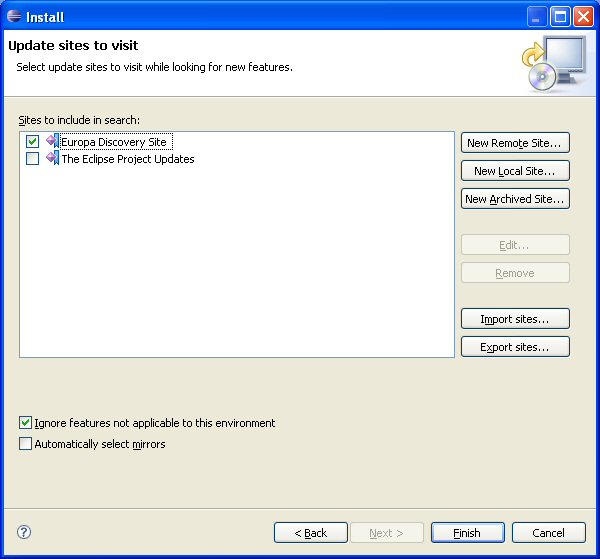 Install
Update sites to visit
Select update sites to visit while looking for new features.
Sites to include in search:
Europa Discovery Site
The Eclipse Project Updates
New Remote Site...
New Local Site...
New Archived Site...
Edit...
Remove
Import sites...
Export sites...
Ignore features not applicable to this environment
Automatically select mirrors
?
< Back
Next >
Finish
Cancel